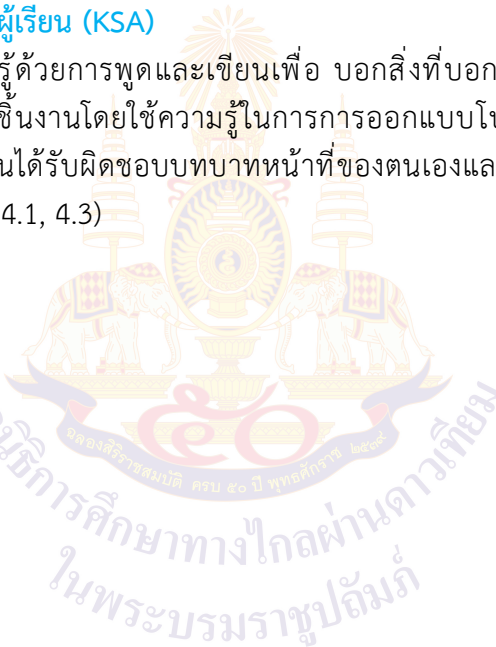 ผู้เรียน (KSA)
รู้ด้วยการพูดและเขียนเพื่อ บอกสิ่งที่บอก
ชิ้นงานโดยใช้ความรู้ในการการออกแบบโป
นได้รับผิดชอบบทบาทหน้าที่ของตนเองและ
4.1, 4.3)
ฉลองสิริราชสมบัติ ครบ ๕๐ ปี พุทธศักราช ๒๕๓๙
๕๐
นิธิการศึกษาทางไกลผ่านดาวเทียม
ในพระบรมราชูปถัมภ์